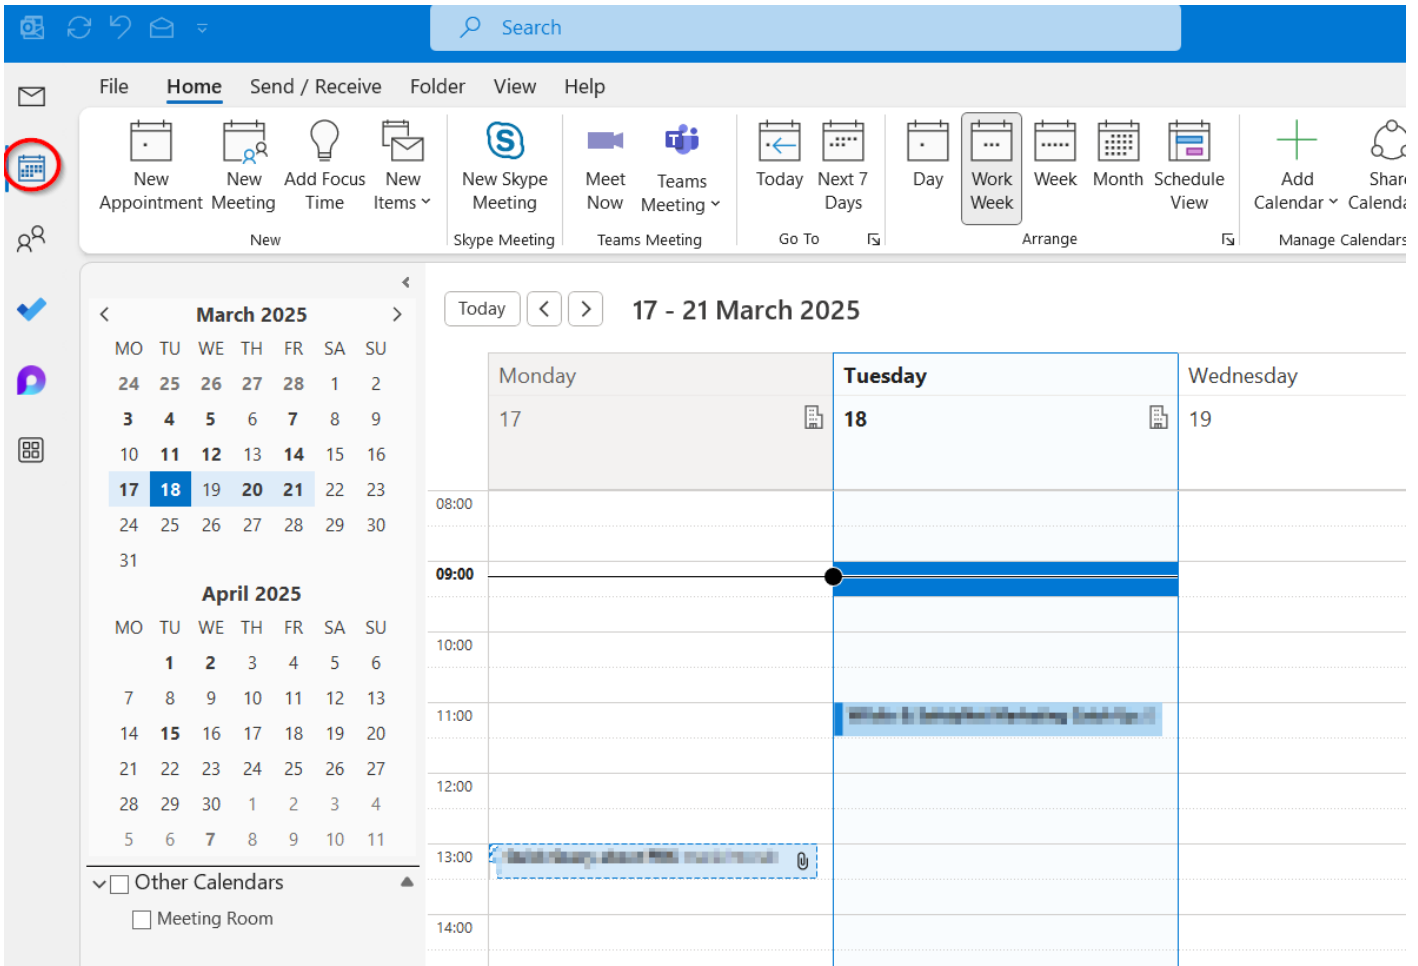 Search
File Home Send / Receive Folder View Help
New Appointment
New Meeting
Add Focus Time
New Items
New
New Skype Meeting
Skype Meeting
Meet Now
Teams Meeting
Teams Meeting
Today
Next 7 Days
Go To
Day
Work Week
Week
Month
Schedule View
Arrange
Add Calendar
Share
Manage Calendars
March 2025
MO TU WE TH FR SA SU
24 25 26 27 28 1 2
3 4 5 6 7 8 9
10 11 12 13 14 15 16
17 18 19 20 21 22 23
24 25 26 27 28 29 30
31
April 2025
MO TU WE TH FR SA SU
1 2 3 4 5 6
7 8 9 10 11 12 13
14 15 16 17 18 19 20
21 22 23 24 25 26 27
28 29 30 1 2 3 4
5 6 7 8 9 10 11
Other Calendars
Meeting Room
Today
17 - 21 March 2025
Monday Tuesday Wednesday
17 18 19
08:00
09:00
10:00
11:00
12:00
13:00
14:00